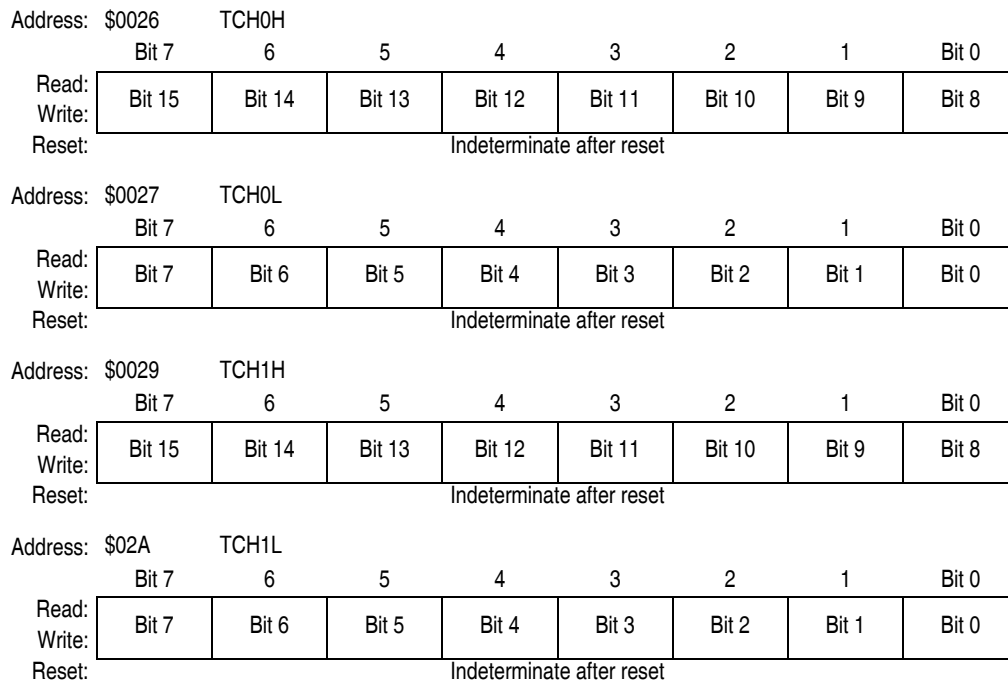 Address: $0026 TCH0H
Bit 7 6 5 4 3 2 1 Bit 0
Read:
Write:
Bit 15 Bit 14 Bit 13 Bit 12 Bit 11 Bit 10 Bit 9 Bit 8
Reset: Indeterminate after reset
Address: $0027 TCH0L
Bit 7 6 5 4 3 2 1 Bit 0
Read:
Write:
Bit 7 Bit 6 Bit 5 Bit 4 Bit 3 Bit 2 Bit 1 Bit 0
Reset: Indeterminate after reset
Address: $0029 TCH1H
Bit 7 6 5 4 3 2 1 Bit 0
Read:
Write:
Bit 15 Bit 14 Bit 13 Bit 12 Bit 11 Bit 10 Bit 9 Bit 8
Reset: Indeterminate after reset
Address: $02A TCH1L
Bit 7 6 5 4 3 2 1 Bit 0
Read:
Write:
Bit 7 Bit 6 Bit 5 Bit 4 Bit 3 Bit 2 Bit 1 Bit 0
Reset: Indeterminate after reset